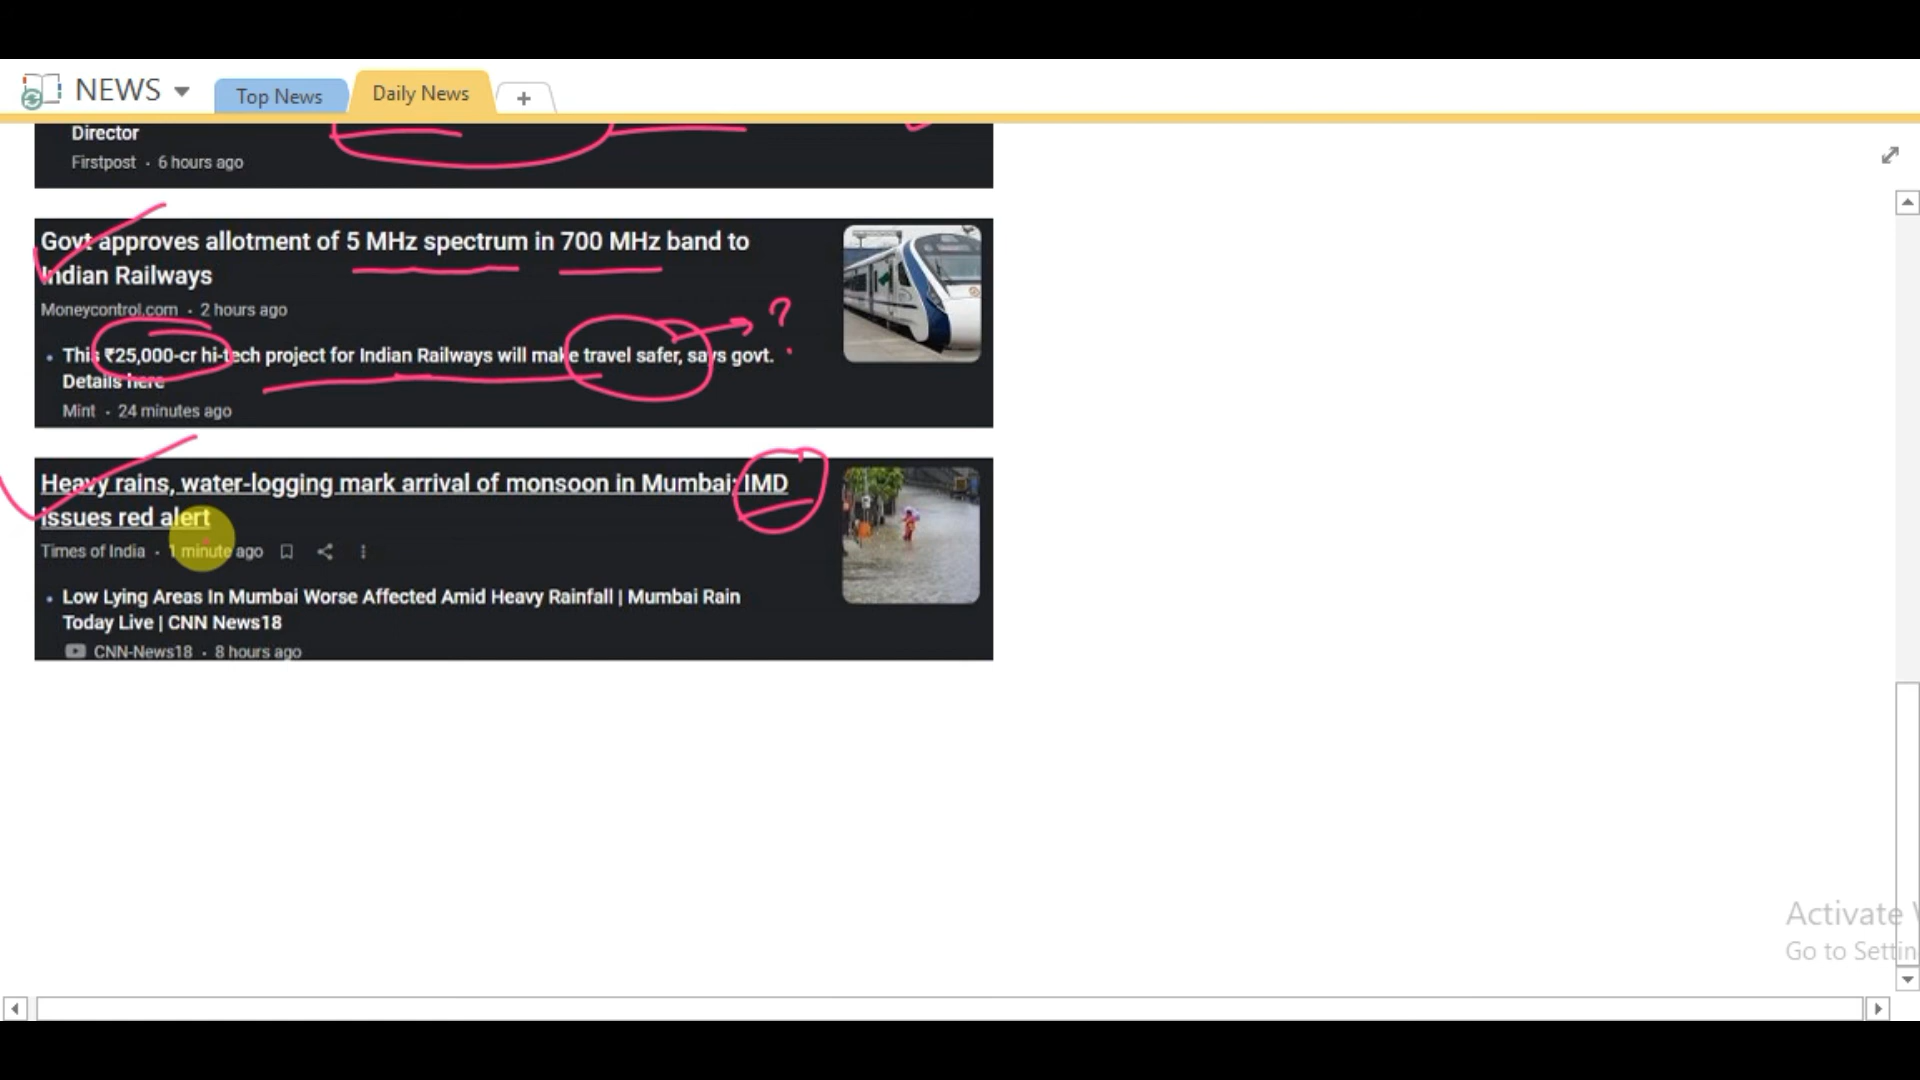 NEWS
Top News
Daily News
+
Director
Firstpost · 6 hours ago
Govt approves allotment of 5 MHz spectrum in 700 MHz band to
Indian Railways
Moneycontrol.com · 2 hours ago
?
• This ₹25,000-cr hi-tech project for Indian Railways will make travel safer, says govt.
Details here
Mint · 24 minutes ago
Heavy rains, water-logging mark arrival of monsoon in Mumbai; IMD
issues red alert
Times of India · 1 minute ago
• Low Lying Areas In Mumbai Worse Affected Amid Heavy Rainfall | Mumbai Rain
Today Live | CNN News18
CNN-News18 · 8 hours ago
Activate
Go to Settin